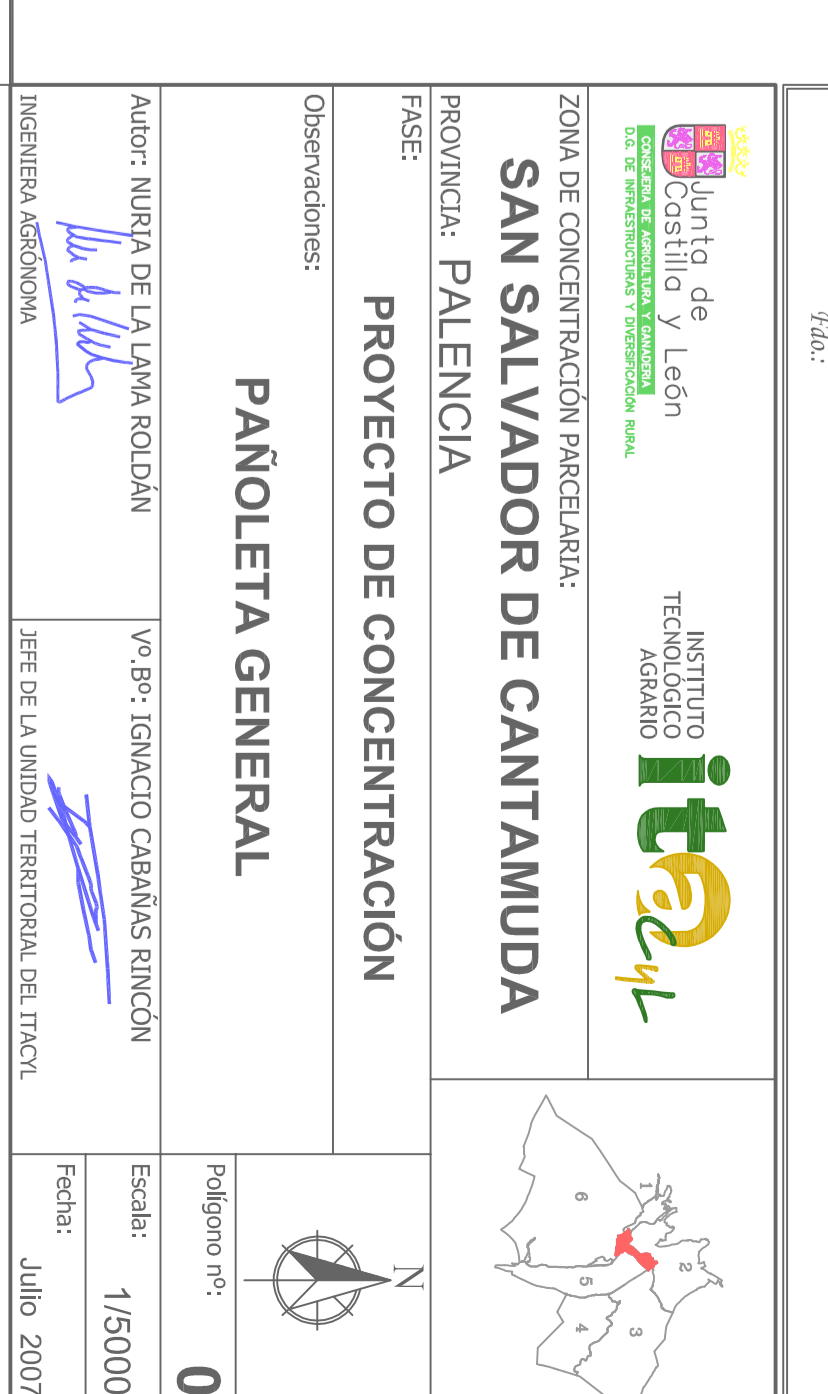 Fdo.:
Junta de
Castilla y León
CONSEJERIA DE AGRICULTURA Y GANADERIA
D.G. DE INFRAESTRUCTURAS Y DIVERSIFICACIÓN RURAL
INSTITUTO
TECNOLÓGICO
AGRARIO
itacyl
ZONA DE CONCENTRACIÓN PARCELARIA:
SAN SALVADOR DE CANTAMUDA
PROVINCIA: PALENCIA
1
2
3
4
5
6
FASE:
PROYECTO DE CONCENTRACIÓN
N
Observaciones:
PAÑOLETA GENERAL
Polígono nº:
0
Autor: NURIA DE LA LAMA ROLDÁN
INGENIERA AGRÓNOMA
Vº.Bº: IGNACIO CABAÑAS RINCÓN
JEFE DE LA UNIDAD TERRITORIAL DEL ITACYL
Escala:
1/5000
Fecha:
Julio 2007